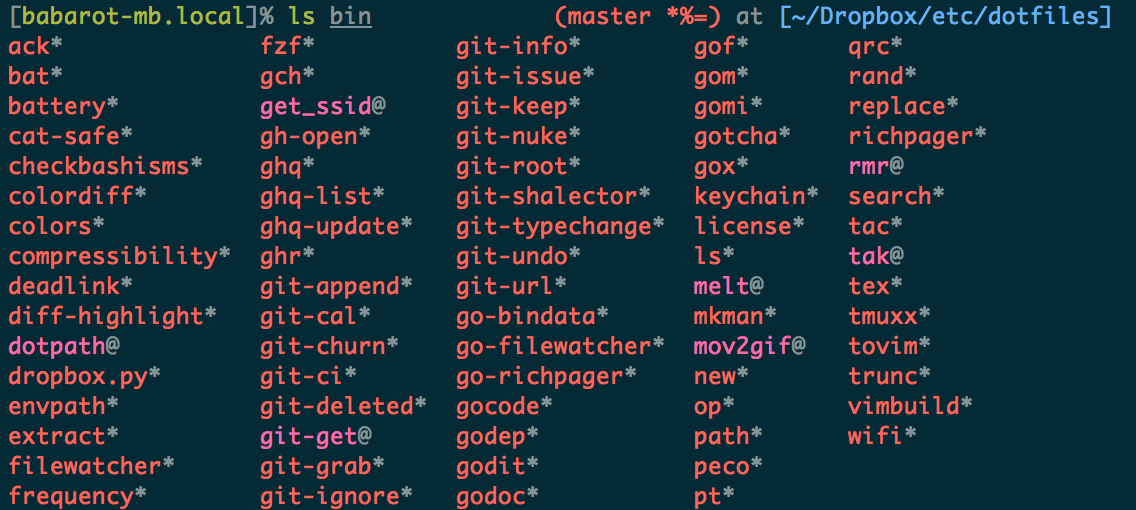 [babarot-mb.local]% ls bin (master *%=) at [~/Dropbox/etc/dotfiles]
ack* fzf* git-info* gof* qrc*
bat* gch* git-issue* gom* rand*
battery* get_ssid@ git-keep* gomi* replace*
cat-safe* gh-open* git-nuke* gotcha* richpager*
checkbashisms* ghq* git-root* gox* rmr@
colordiff* ghq-list* git-shalector* keychain* search*
colors* ghq-update* git-typechange* license* tac*
compressibility* ghr* git-undo* ls* tak@
deadlink* git-append* git-url* melt@ tex*
diff-highlight* git-cal* go-bindata* mkman* tmuxx*
dotpath@ git-churn* go-filewatcher* mov2gif@ tovim*
dropbox.py* git-ci* go-richpager* new* trunc*
envpath* git-deleted* gocode* op* vimbuild*
extract* git-get@ godep* path* wifi*
filewatcher* git-grab* godit* peco*
frequency* git-ignore* godoc* pt*